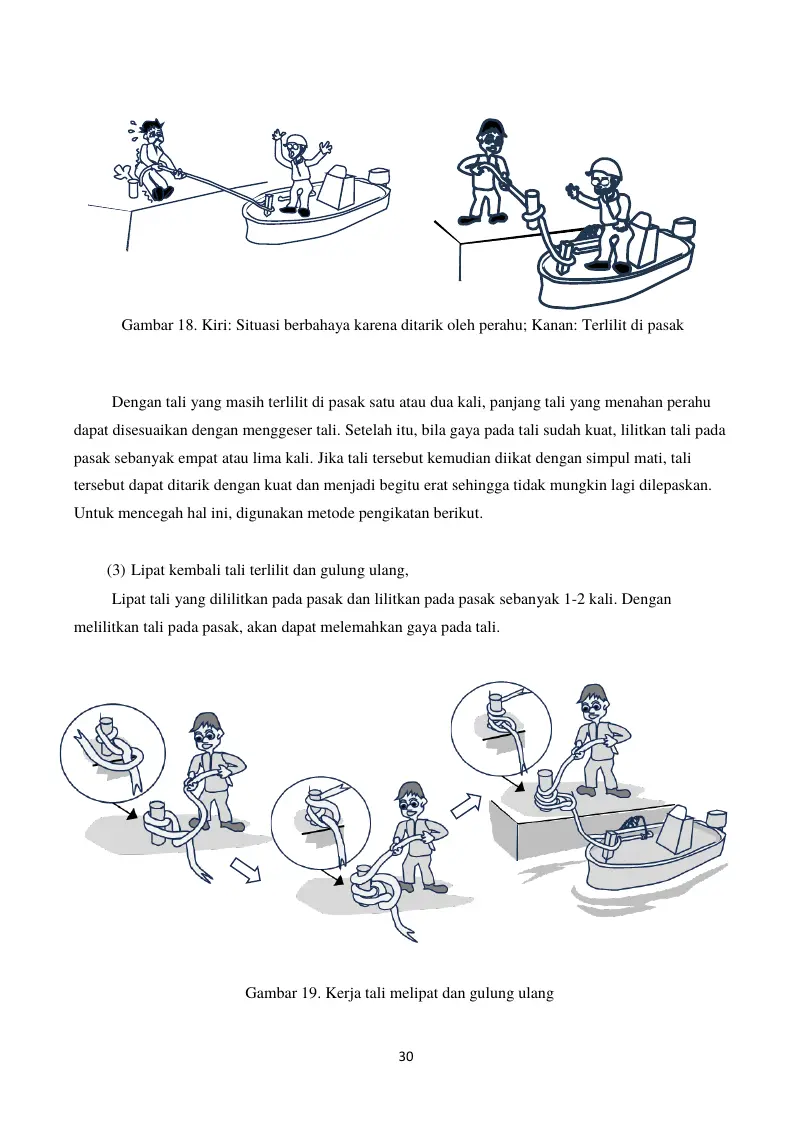 Gambar 18. Kiri: Situasi berbahaya karena ditarik oleh perahu; Kanan: Terlilit di pasak
Dengan tali yang masih terlilit di pasak satu atau dua kali, panjang tali yang menahan perahu
dapat disesuaikan dengan menggeser tali. Setelah itu, bila gaya pada tali sudah kuat, lilitkan tali pada
pasak sebanyak empat atau lima kali. Jika tali tersebut kemudian diikat dengan simpul mati, tali
tersebut dapat ditarik dengan kuat dan menjadi begitu erat sehingga tidak mungkin lagi dilepaskan.
Untuk mencegah hal ini, digunakan metode pengikatan berikut.
(3) Lipat kembali tali terlilit dan gulung ulang,
Lipat tali yang dililitkan pada pasak dan lilitkan pada pasak sebanyak 1-2 kali. Dengan
melilitkan tali pada pasak, akan dapat melemahkan gaya pada tali.
Gambar 19. Kerja tali melipat dan gulung ulang
30